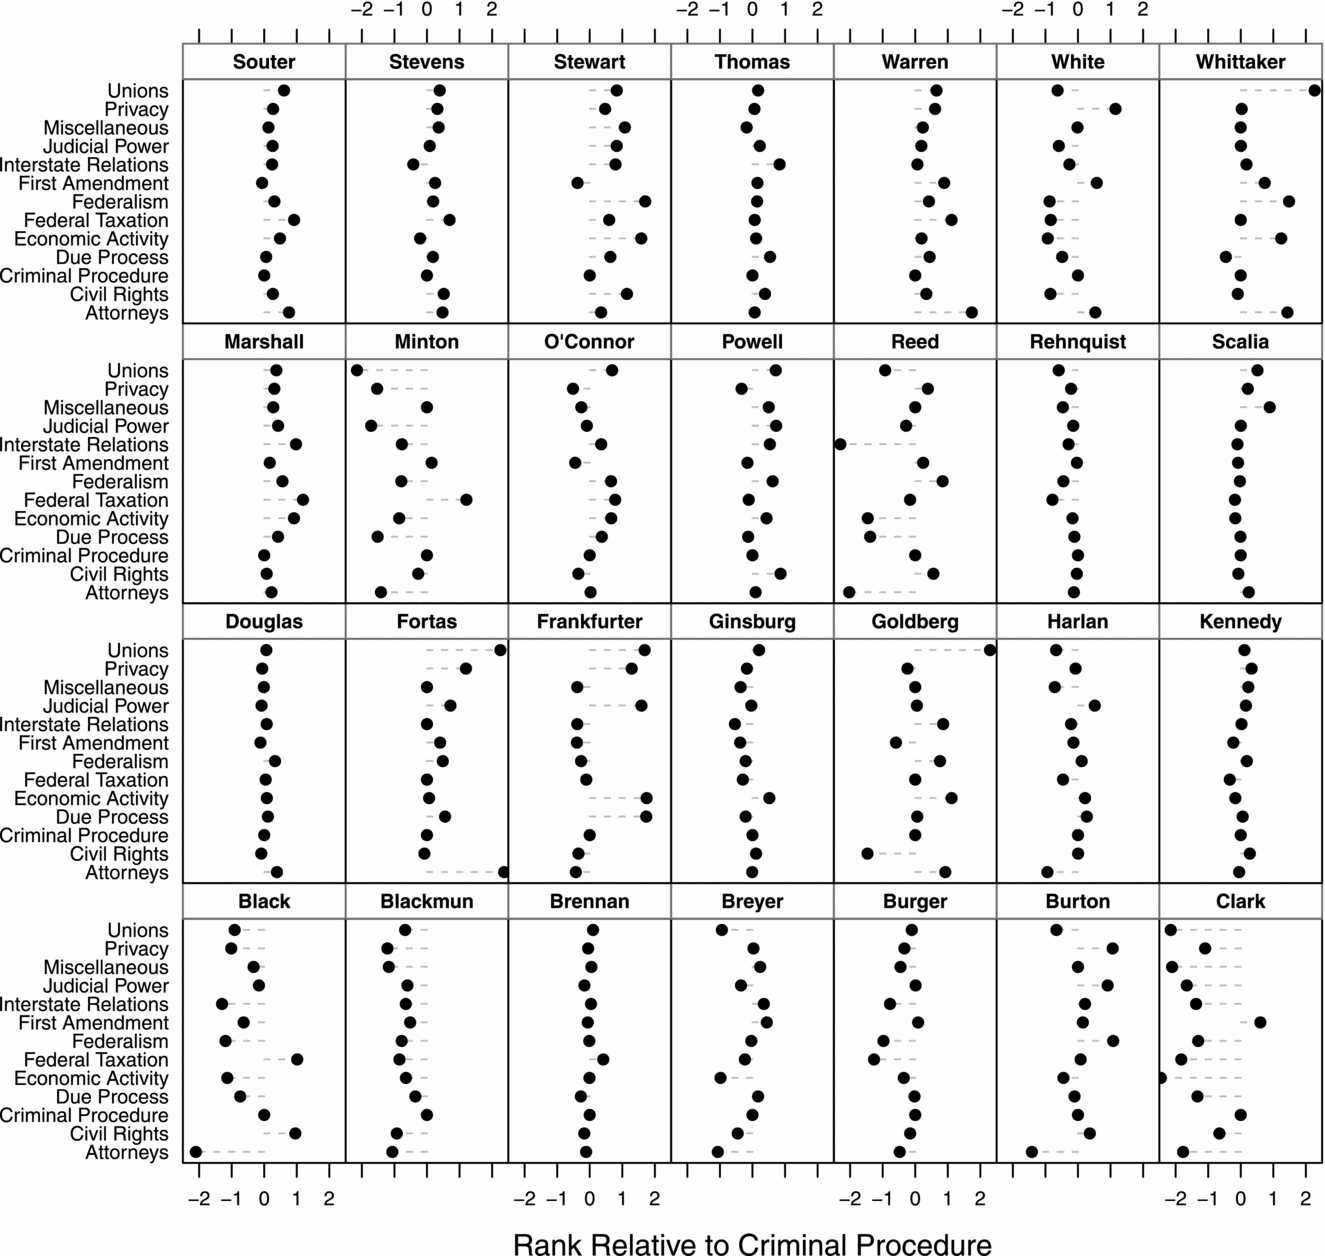 −2 −1 0 1 2 −2 −1 0 1 2 −2 −1 0 1 2
Souter Stevens Stewart Thomas Warren White Whittaker
Unions
Privacy
Miscellaneous
Judicial Power
Interstate Relations
First Amendment
Federalism
Federal Taxation
Economic Activity
Due Process
Criminal Procedure
Civil Rights
Attorneys
Marshall Minton O'Connor Powell Reed Rehnquist Scalia
Unions
Privacy
Miscellaneous
Judicial Power
Interstate Relations
First Amendment
Federalism
Federal Taxation
Economic Activity
Due Process
Criminal Procedure
Civil Rights
Attorneys
Douglas Fortas Frankfurter Ginsburg Goldberg Harlan Kennedy
Unions
Privacy
Miscellaneous
Judicial Power
Interstate Relations
First Amendment
Federalism
Federal Taxation
Economic Activity
Due Process
Criminal Procedure
Civil Rights
Attorneys
Black Blackmun Brennan Breyer Burger Burton Clark
Unions
Privacy
Miscellaneous
Judicial Power
Interstate Relations
First Amendment
Federalism
Federal Taxation
Economic Activity
Due Process
Criminal Procedure
Civil Rights
Attorneys
−2 −1 0 1 2 −2 −1 0 1 2 −2 −1 0 1 2 −2 −1 0 1 2
Rank Relative to Criminal Procedure